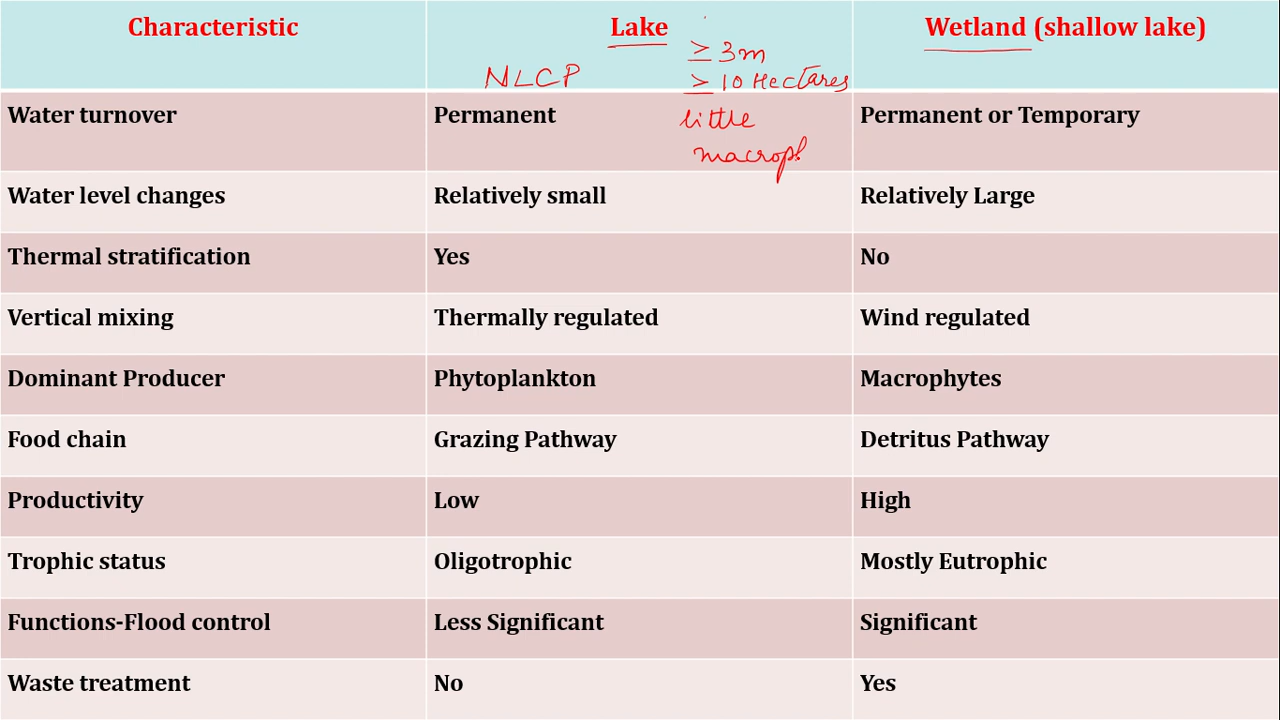 Characteristic Lake Wetland (shallow lake)
≥ 3m
NLCP ≥ 10 Hectares
Water turnover Permanent little Permanent or Temporary
macroph
Water level changes Relatively small Relatively Large
Thermal stratification Yes No
Vertical mixing Thermally regulated Wind regulated
Dominant Producer Phytoplankton Macrophytes
Food chain Grazing Pathway Detritus Pathway
Productivity Low High
Trophic status Oligotrophic Mostly Eutrophic
Functions-Flood control Less Significant Significant
Waste treatment No Yes